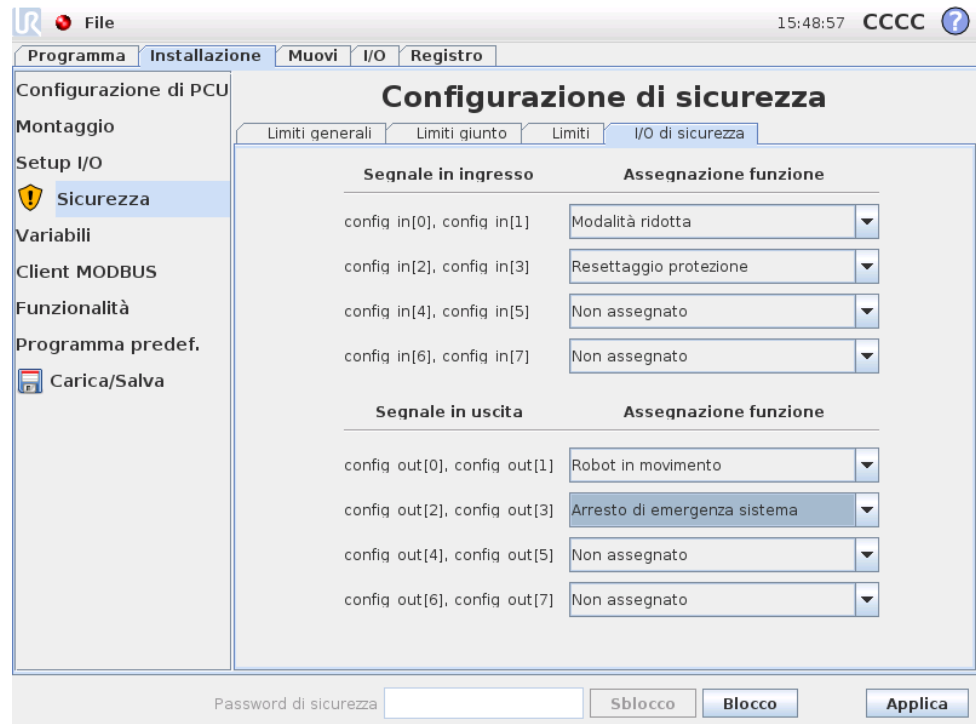 UR File 15:48:57 CCCC ?
Programma Installazione Muovi I/O Registro
Configurazione di PCU
Montaggio
Setup I/O
Sicurezza
Variabili
Client MODBUS
Funzionalità
Programma predef.
Carica/Salva
Configurazione di sicurezza
Limiti generali Limiti giunto Limiti I/O di sicurezza
Segnale in ingresso Assegnazione funzione
config in[0], config in[1] Modalità ridotta
config in[2], config in[3] Resettaggio protezione
config in[4], config in[5] Non assegnato
config in[6], config in[7] Non assegnato
Segnale in uscita Assegnazione funzione
config out[0], config out[1] Robot in movimento
config out[2], config out[3] Arresto di emergenza sistema
config out[4], config out[5] Non assegnato
config out[6], config out[7] Non assegnato
Password di sicurezza Sblocco Blocco Applica